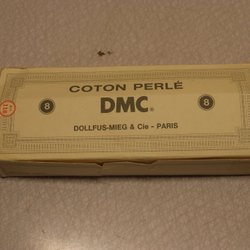 COTON PERLÉ
8 DMC® 8
DOLLFUS-MIEG & Cie - PARIS